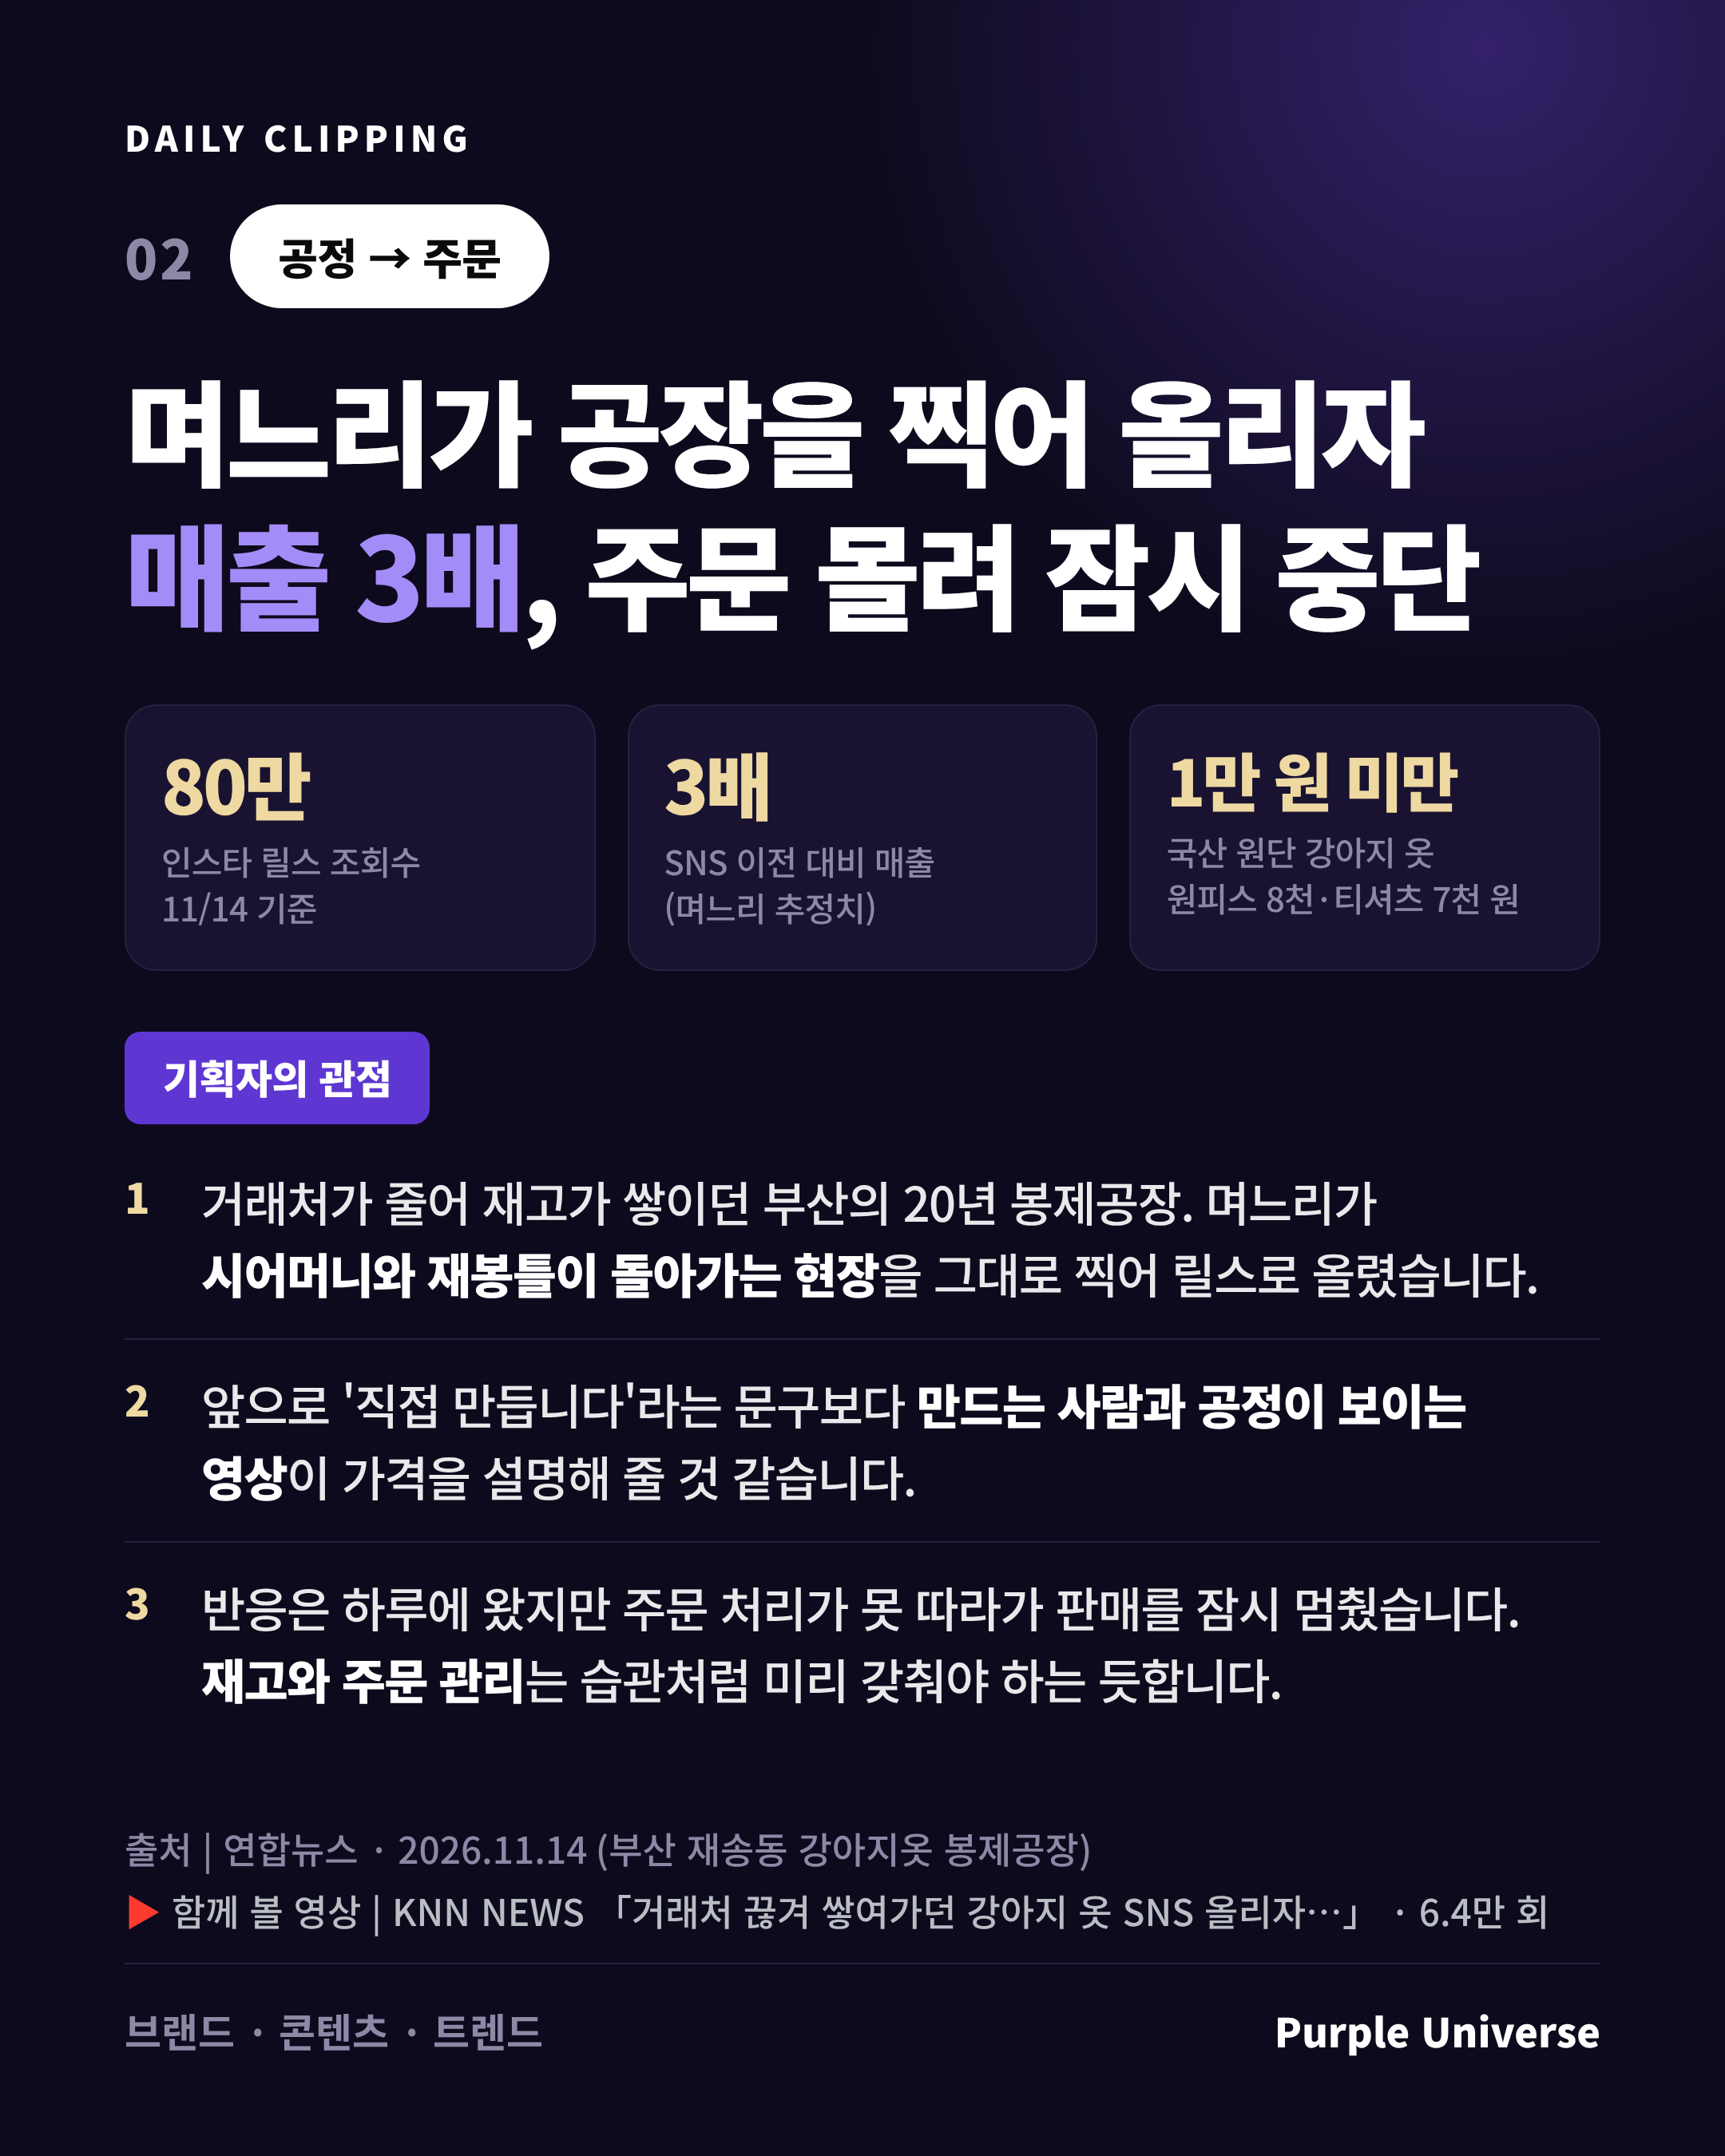 DAILY CLIPPING
02 공정 → 주문
며느리가 공장을 찍어 올리자
매출 3배, 주문 몰려 잠시 중단
80만
인스타 릴스 조회수
11/14 기준
3배
SNS 이전 대비 매출
(며느리 추정치)
1만 원 미만
국산 원단 강아지 옷
원피스 8천·티셔츠 7천 원
기획자의 관점
1 거래처가 줄어 재고가 쌓이던 부산의 20년 봉제공장. 며느리가
시어머니와 재봉틀이 돌아가는 현장을 그대로 찍어 릴스로 올렸습니다.
2 앞으로 '직접 만듭니다'라는 문구보다 만드는 사람과 공정이 보이는
영상이 가격을 설명해 줄 것 같습니다.
3 반응은 하루에 왔지만 주문 처리가 못 따라가 판매를 잠시 멈췄습니다.
재고와 주문 관리는 습관처럼 미리 갖춰야 하는 듯합니다.
출처 | 연합뉴스 · 2026.11.14 (부산 재송동 강아지옷 봉제공장)
▶ 함께 볼 영상 | KNN NEWS 「거래처 끊겨 쌓여가던 강아지 옷 SNS 올리자…」 · 6.4만 회
브랜드 · 콘텐츠 · 트렌드
Purple Universe